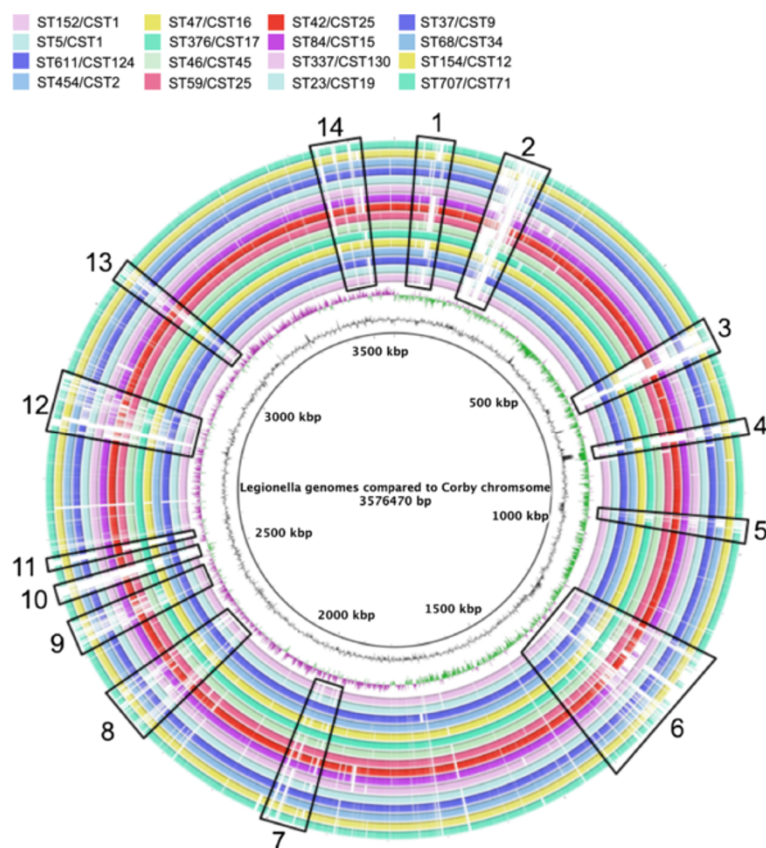 ST152/CST1 ST47/CST16 ST42/CST25 ST37/CST9
ST5/CST1 ST376/CST17 ST84/CST15 ST68/CST34
ST611/CST124 ST46/CST45 ST337/CST130 ST154/CST12
ST454/CST2 ST59/CST25 ST23/CST19 ST707/CST71
14
1
2
13
3
3500 kbp
500 kbp
12
3000 kbp
4
Legionella genomes compared to Corby chromsome
3576470 bp
1000 kbp
5
2500 kbp
11
10
2000 kbp
1500 kbp
9
8
6
7